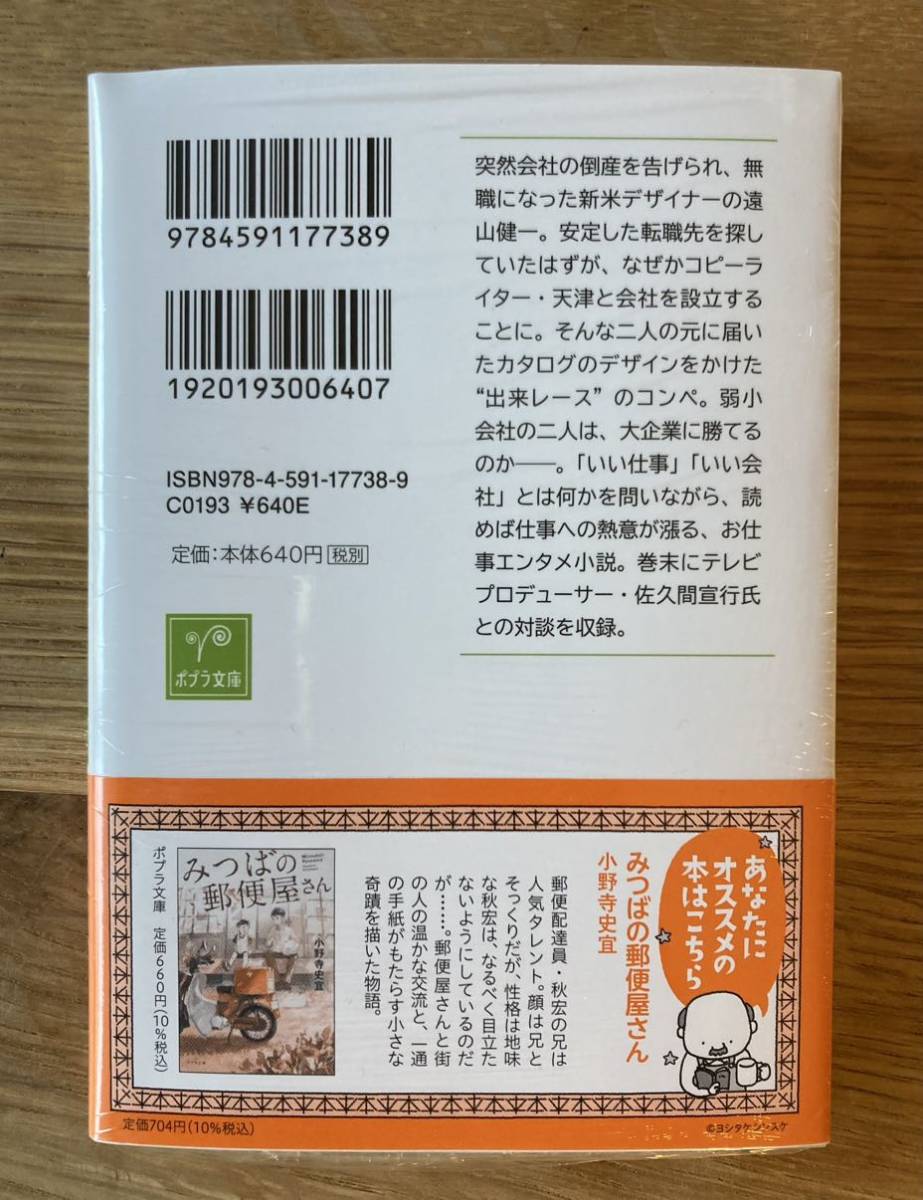 9784591177389
1920193006407
ISBN978-4-591-17738-9
C0193 ¥640E
定価:本体640円 税別
ポプラ文庫
突然会社の倒産を告げられ、無
職になった新米デザイナーの遠
山健一。安定した転職先を探し
ていたはずが、なぜかコピーラ
イター・天津と会社を設立する
ことに。そんな二人の元に届い
たカタログのデザインをかけた
“出来レース”のコンペ。弱小
会社の二人は、大企業に勝てる
のか――。「いい仕事」「いい会
社」とは何かを問いながら、読
めば仕事への熱意が漲る、お仕
事エンタメ小説。巻末にテレビ
プロデューサー・佐久間宣行氏
との対談を収録。
あなたに
オススメの
本はこちら
みつばの郵便屋さん
小野寺史宜
郵便配達員・秋宏の兄は
人気タレント。顔は兄と
そっくりだが、性格は地味
な秋宏は、なるべく目立た
ないようにしているのだ
が……。郵便屋さんと街
の人の温かな交流と、一通
の手紙がもたらす小さな
奇蹟を描いた物語。
みつばの
郵便屋さん
小野寺史宜
ポプラ文庫 定価660円(10%税込)
定価704円(10%税込)
©ヨシタケシンスケ